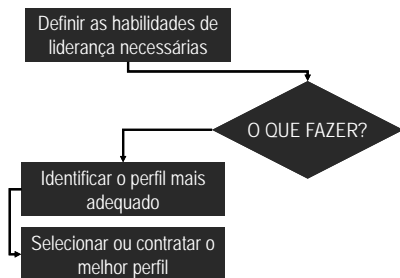 Definir as habilidades de
liderança necessárias
O QUE FAZER?
Identificar o perfil mais
adequado
Selecionar ou contratar o
melhor perfil